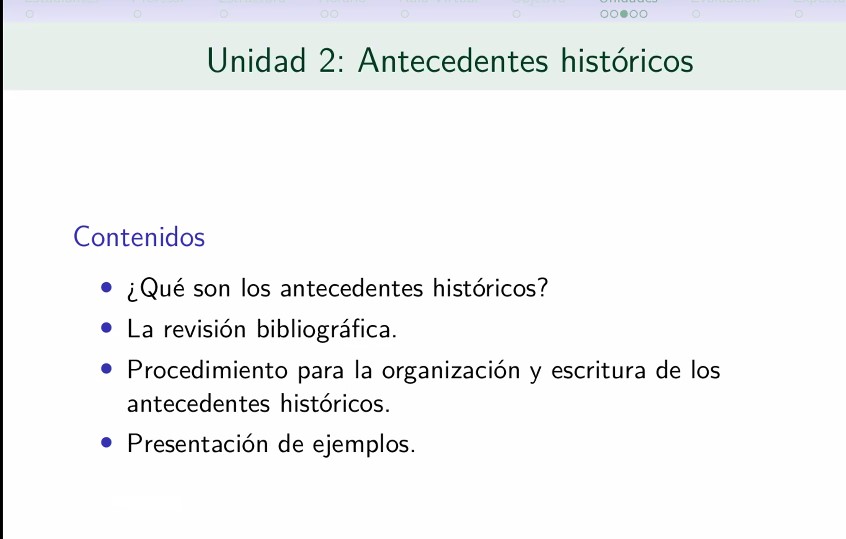 Unidades
Unidad 2: Antecedentes históricos
Contenidos
¿Qué son los antecedentes históricos?
La revisión bibliográfica.
Procedimiento para la organización y escritura de los
antecedentes históricos.
Presentación de ejemplos.